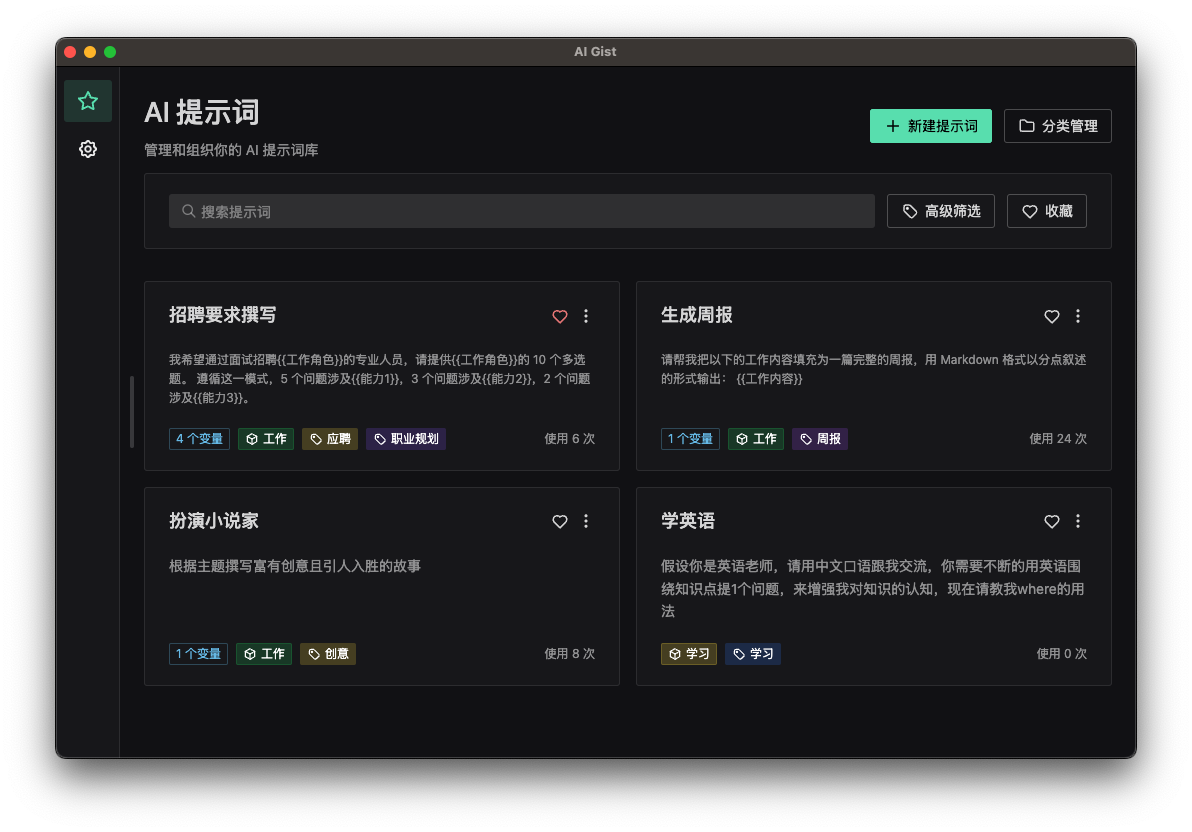 AI Gist
AI 提示词
管理和组织你的 AI 提示词库
新建提示词
分类管理
搜索提示词
高级筛选
收藏
招聘要求撰写
我希望通过面试招聘{{工作角色}}的专业人员，请提供{{工作角色}}的 10 个多选
题。 遵循这一模式，5 个问题涉及{{能力1}}，3 个问题涉及{{能力2}}，2 个问题
涉及{{能力3}}。
4 个变量
工作
应聘
职业规划
使用 6 次
生成周报
请帮我把以下的工作内容填充为一篇完整的周报，用 Markdown 格式以分点叙述
的形式输出： {{工作内容}}
1 个变量
工作
周报
使用 24 次
扮演小说家
根据主题撰写富有创意且引人入胜的故事
1 个变量
工作
创意
使用 8 次
学英语
假设你是英语老师，请用中文口语跟我交流，你需要不断的用英语围
绕知识点提1个问题，来增强我对知识的认知，现在请教我where的用
法
学习
学习
使用 0 次